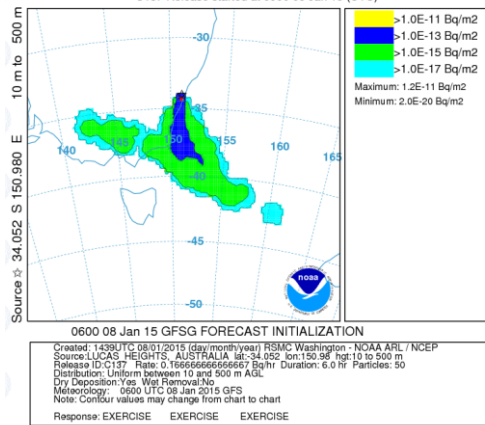 Source ☆ 34.052 S 150.980 E 10 m to 500 m
>1.0E-11 Bq/m2
>1.0E-13 Bq/m2
>1.0E-15 Bq/m2
>1.0E-17 Bq/m2
Maximum: 1.2E-11 Bq/m2
Minimum: 2.0E-20 Bq/m2
-30
-35
140 145 150 155 160 165
-40
-45
-50
noaa
0600 08 Jan 15 GFSG FORECAST INITIALIZATION
Created: 1439UTC 08/01/2015 (day/month/year) RSMC Washington - NOAA ARL / NCEP
Source:LUCAS_HEIGHTS, AUSTRALIA lat:-34.052 lon:150.98 hgt:10 to 500 m
Release ID:C137 Rate: 0.166666666666667 Bq/hr Duration: 6.0 hr Particles: 50
Distribution: Uniform between 10 and 500 m AGL
Dry Deposition:Yes Wet Removal:No
Meteorology: 0600 UTC 08 Jan 2015 GFS
Note: Contour values may change from chart to chart
Response: EXERCISE EXERCISE EXERCISE